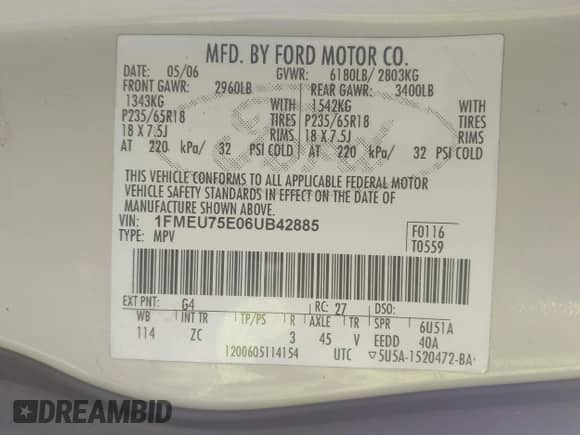 MFD. BY FORD MOTOR CO.
DATE: 05/06 GVWR: 6180LB/ 2803KG
FRONT GAWR: 2960LB REAR GAWR: 3400LB
1343KG WITH 1542KG WITH
P235/65R18 TIRES P235/65R18 TIRES
18 X 7.5J RIMS 18 X 7.5J RIMS
AT 220 kPa/ 32 PSI COLD AT 220 kPa/ 32 PSI COLD
THIS VEHICLE CONFORMS TO ALL APPLICABLE FEDERAL MOTOR
VEHICLE SAFETY STANDARDS IN EFFECT ON THE DATE OF
MANUFACTURE SHOWN ABOVE.
VIN: 1FMEU75E06UB42885 F0116
TYPE: MPV T0559
EXT PNT: G4 RC: 27 DSO:
WB INT TR TP/PS R AXLE TR SPR 6U51A
114 ZC 3 45 V EEDD 40A
1200605114154 UTC ▽5U5A-1520472-BA
DREAMBID